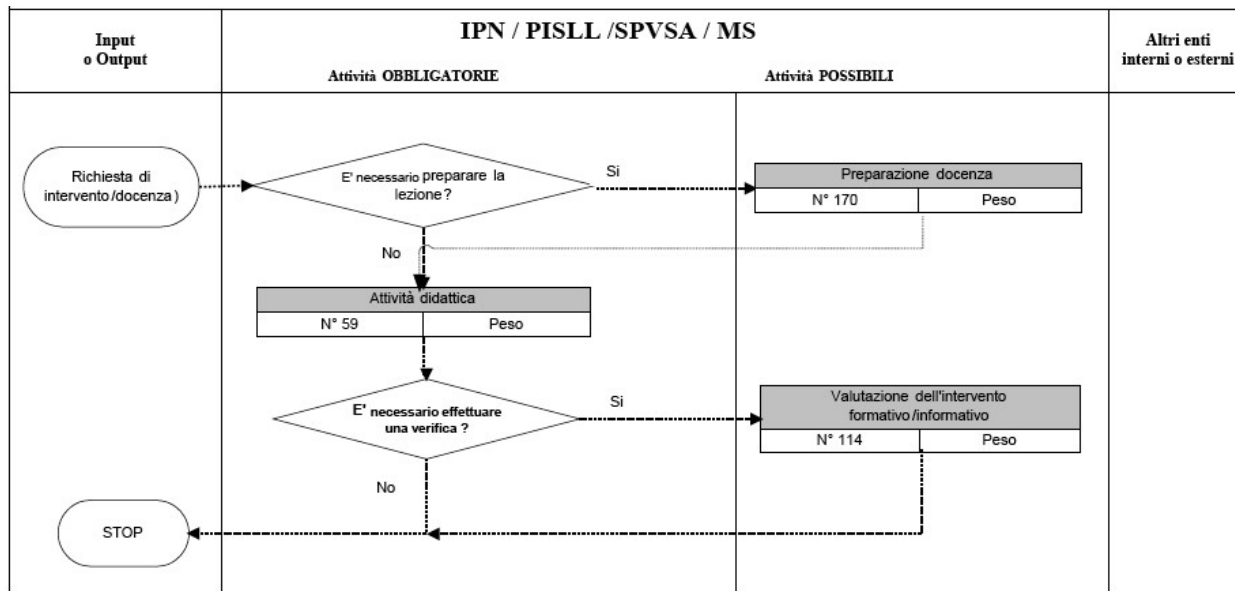 Input
o Output
IPN / PISLL /SPVSA / MS
Attività OBBLIGATORIE
Attività POSSIBILI
Altri enti
interni o esterni
Richiesta di
intervento/docenza)
E' necessario preparare la
lezione?
Si
Preparazione docenza
N° 170
Peso
No
Attività didattica
N° 59
Peso
E' necessario effettuare
una verifica ?
Si
Valutazione dell'intervento
formativo/informativo
N° 114
Peso
No
STOP